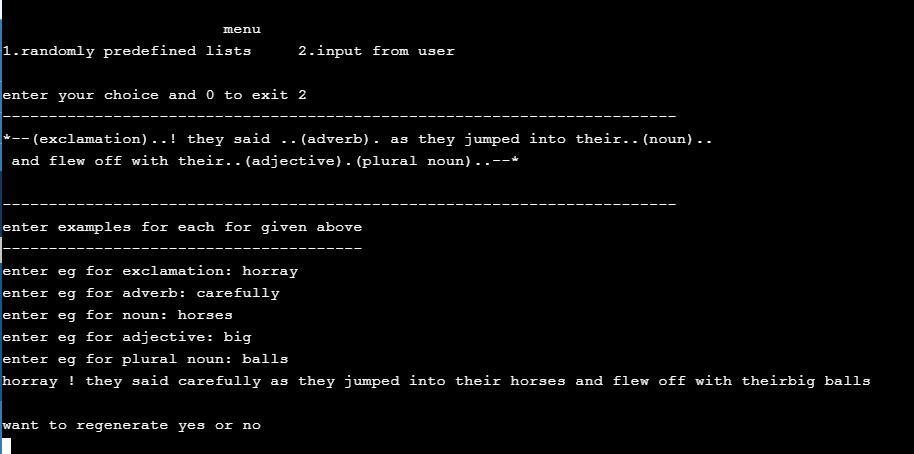 menu
1.randomly predefined lists     2.input from user
enter your choice and 0 to exit 2
-------------------------------------------------------------------------
*--(exclamation)..! they said ..(adverb). as they jumped into their..(noun)..
 and flew off with their..(adjective).(plural noun)..--*
-------------------------------------------------------------------------
enter examples for each for given above
---------------------------------------
enter eg for exclamation: horray
enter eg for adverb: carefully
enter eg for noun: horses
enter eg for adjective: big
enter eg for plural noun: balls
horray ! they said carefully as they jumped into their horses and flew off with theirbig balls
want to regenerate yes or no